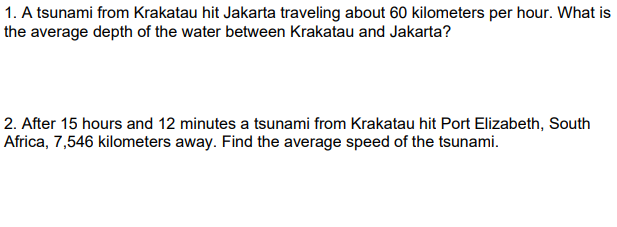 1. A tsunami from Krakatau hit Jakarta traveling about 60 kilometers per hour. What is
the average depth of the water between Krakatau and Jakarta?
2. After 15 hours and 12 minutes a tsunami from Krakatau hit Port Elizabeth, South
Africa, 7,546 kilometers away. Find the average speed of the tsunami.